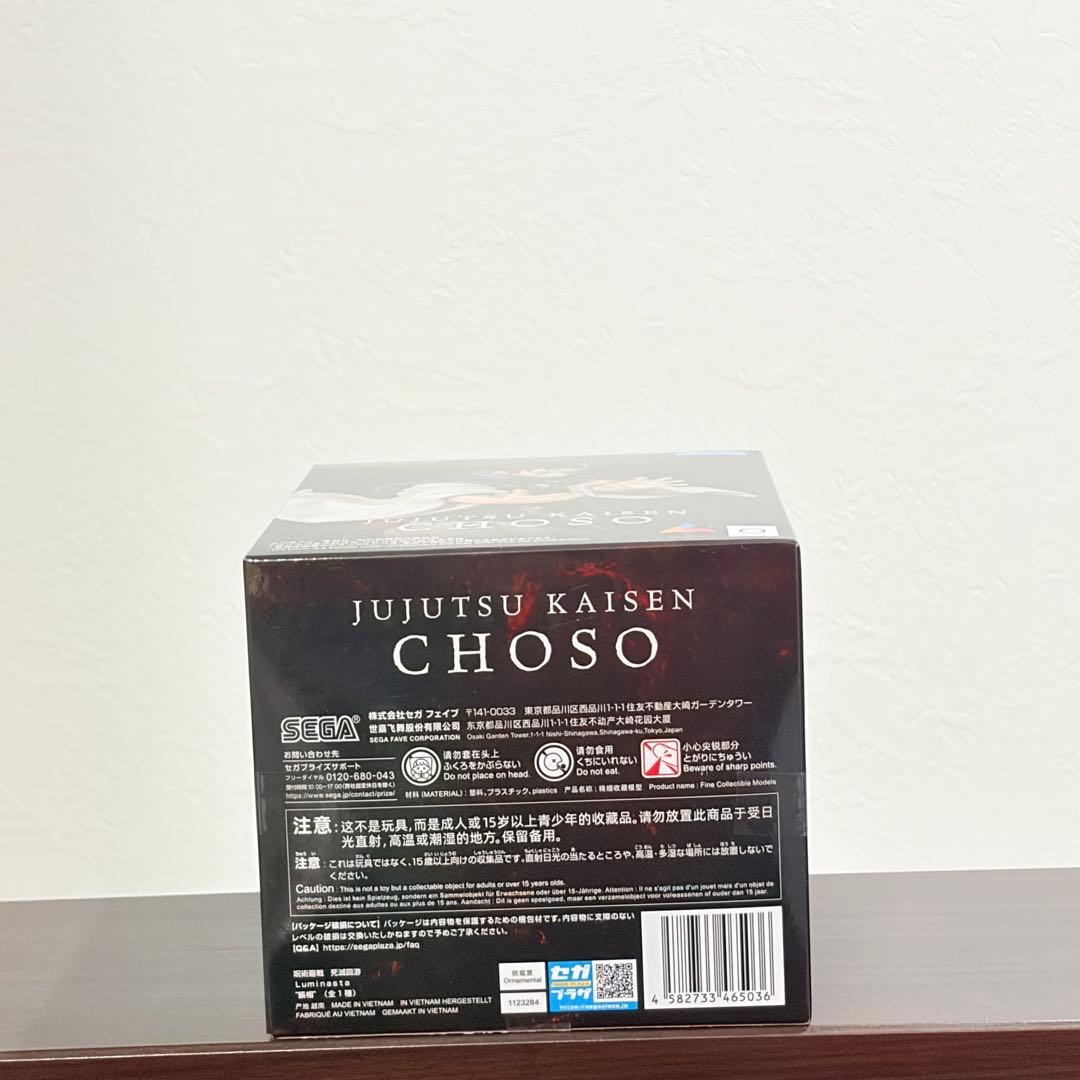 JUJUTSU KAISEN
CHOSO
JUJUTSU KAISEN
CHOSO
SEGA®
株式会社セガ フェイブ 〒141-0033 東京都品川区西品川1-1-1住友不動産大崎ガーデンタワー
世嘉飞舞股份有限公司 东京都品川区西品川1-1-1住友不动产大崎花园大厦
SEGA FAVE CORPORATION Osaki Garden Tower,1-1-1 Nishi-Shinagawa,Shinagawa-ku,Tokyo,Japan
お問い合わせ先
セガプライズサポート
フリーダイヤル 0120-680-043
受付時間 10:00~17:00 (弊社指定休日を除く)
https://www.sega.jp/contact/prize/
请勿套在头上
ふくろをかぶらない
Do not place on head.
请勿食用
くちにいれない
Do not eat.
小心尖锐部分
とがりにちゅうい
Beware of sharp points.
材料 (MATERIAL) : 塑料、プラスチック、plastics 产品名称:精细收藏模型 Product name : Fine Collectible Models
注意:这不是玩具,而是成人或15岁以上青少年的收藏品。请勿放置此商品于受日
光直射,高温或潮湿的地方。保留备用。
注意:これは玩具ではなく、15歳以上向けの収集品です。直射日光の当たるところや、高温・多湿な場所には放置しないで
ください。
Caution : This is not a toy but a collectable object for adults or over 15 years olds.
Achtung : Dies ist kein Spielzeug, sondern ein Sammelobjekt für Erwachsene oder über 15-Jährige. Attention : Il ne s'agit pas d'un jouet mais d'un objet de
collection destiné aux adultes ou aux plus de 15 ans. Aandacht : Dit is geen speelgoed, maar een verzamelobject voor volwassenen of ouder dan 15 jaar.
【パッケージ破損について】パッケージは内容物を保護するための梱包材です。内容物に支障のない
レベルの破損は交換いたしかねますので予めご了承ください。
【Q&A】https://segaplaza.jp/faq
呪術廻戦 死滅回游
Luminasta
"脹相" (全1種)
产地 越南 MADE IN VIETNAM IN VIETNAM HERGESTELLT
FABRIQUÉ AU VIETNAM GEMAAKT IN VIETNAM
供观赏
Ornamental
1123284
セガ
プラザ
https://segaplaza.jp
4 582733 465036